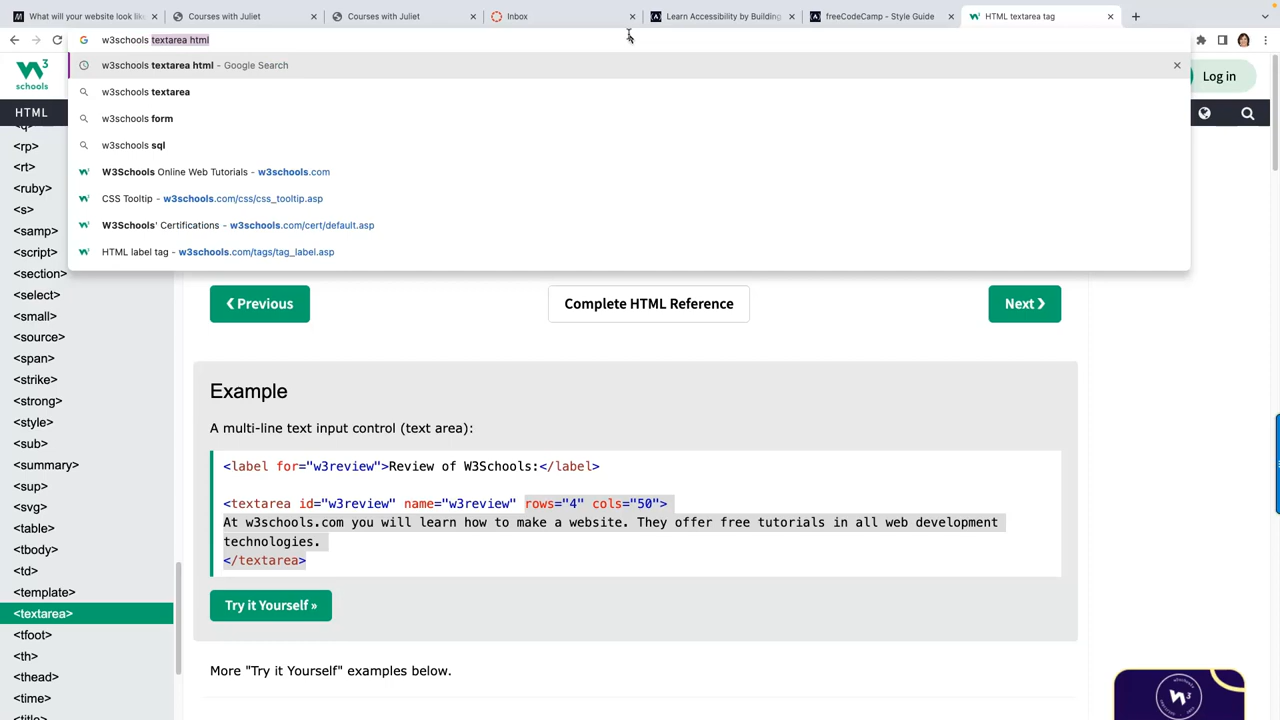 What will your website look like
Courses with Juliet
Courses with Juliet
Inbox
Learn Accessibility by Building
freeCodeCamp - Style Guide
HTML textarea tag
w3schools textarea html
w3schools textarea html - Google Search
w3schools textarea
w3schools form
w3schools sql
W3Schools Online Web Tutorials - w3schools.com
CSS Tooltip - w3schools.com/css/css_tooltip.asp
W3Schools' Certifications - w3schools.com/cert/default.asp
HTML label tag - w3schools.com/tags/tag_label.asp
W3
schools
Log in
HTML
<q>
<rp>
<rt>
<ruby>
<s>
<samp>
<script>
<section>
<select>
<small>
<source>
<span>
<strike>
<strong>
<style>
<sub>
<summary>
<sup>
<svg>
<table>
<tbody>
<td>
<template>
<textarea>
<tfoot>
<th>
<thead>
<time>
<title>
❮ Previous
Complete HTML Reference
Next ❯
Example
A multi-line text input control (text area):
<label for="w3review">Review of W3Schools:</label>
<textarea id="w3review" name="w3review" rows="4" cols="50">
At w3schools.com you will learn how to make a website. They offer free tutorials in all web development
technologies.
</textarea>
Try it Yourself »
More "Try it Yourself" examples below.